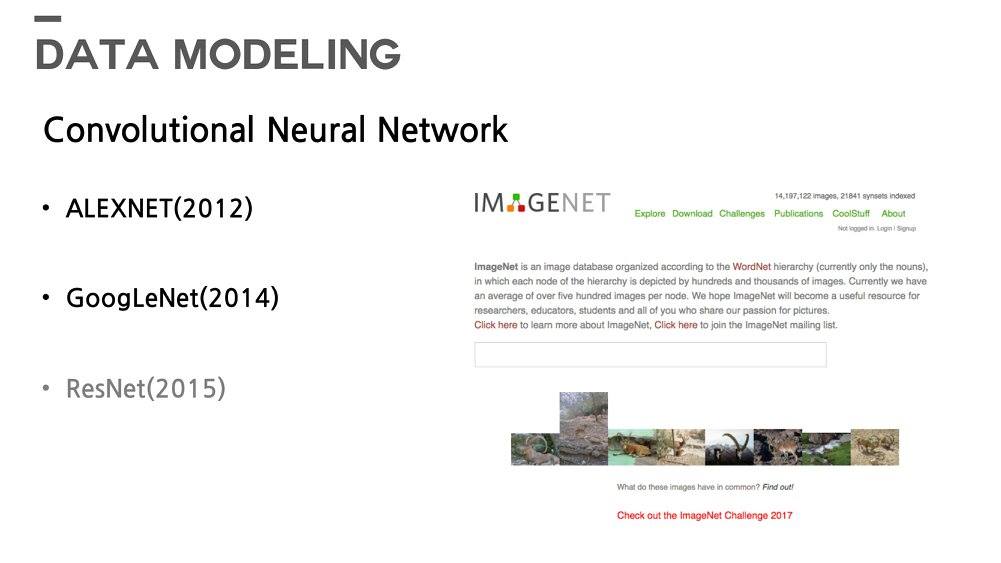 DATA MODELING
Convolutional Neural Network
• ALEXNET(2012)
• GoogLeNet(2014)
• ResNet(2015)
IMAGENET
14,197,122 images, 21841 synsets indexed
Explore Download Challenges Publications CoolStuff About
Not logged in. Login | Signup
ImageNet is an image database organized according to the WordNet hierarchy (currently only the nouns),
in which each node of the hierarchy is depicted by hundreds and thousands of images. Currently we have
an average of over five hundred images per node. We hope ImageNet will become a useful resource for
researchers, educators, students and all of you who share our passion for pictures.
Click here to learn more about ImageNet, Click here to join the ImageNet mailing list.
What do these images have in common? Find out!
Check out the ImageNet Challenge 2017